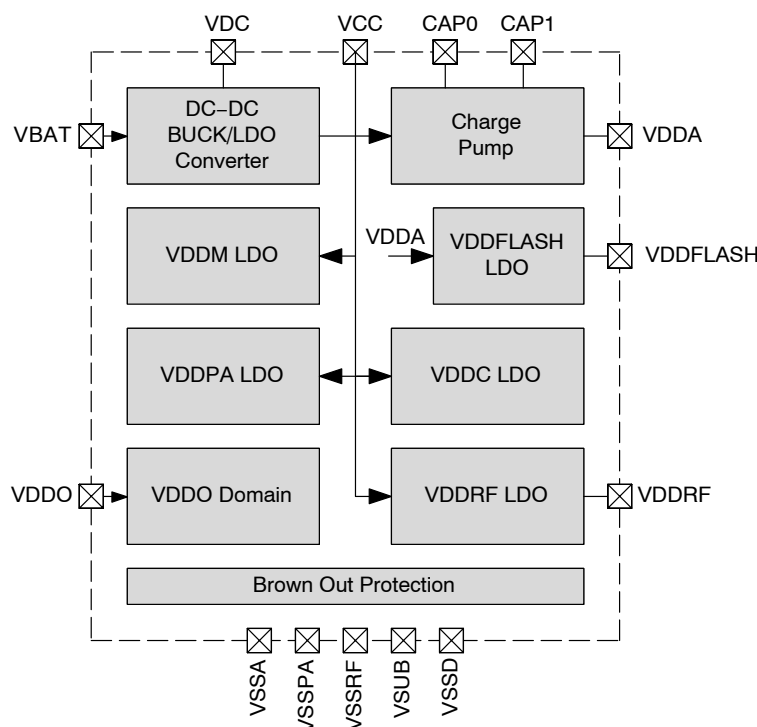 VDC
VCC
CAP0
CAP1
VBAT
DC–DC
BUCK/LDO
Converter
Charge
Pump
VDDA
VDDM LDO
VDDA
VDDFLASH
LDO
VDDFLASH
VDDPA LDO
VDDC LDO
VDDO
VDDO Domain
VDDRF LDO
VDDRF
Brown Out Protection
VSSA
VSSPA
VSSRF
VSUB
VSSD